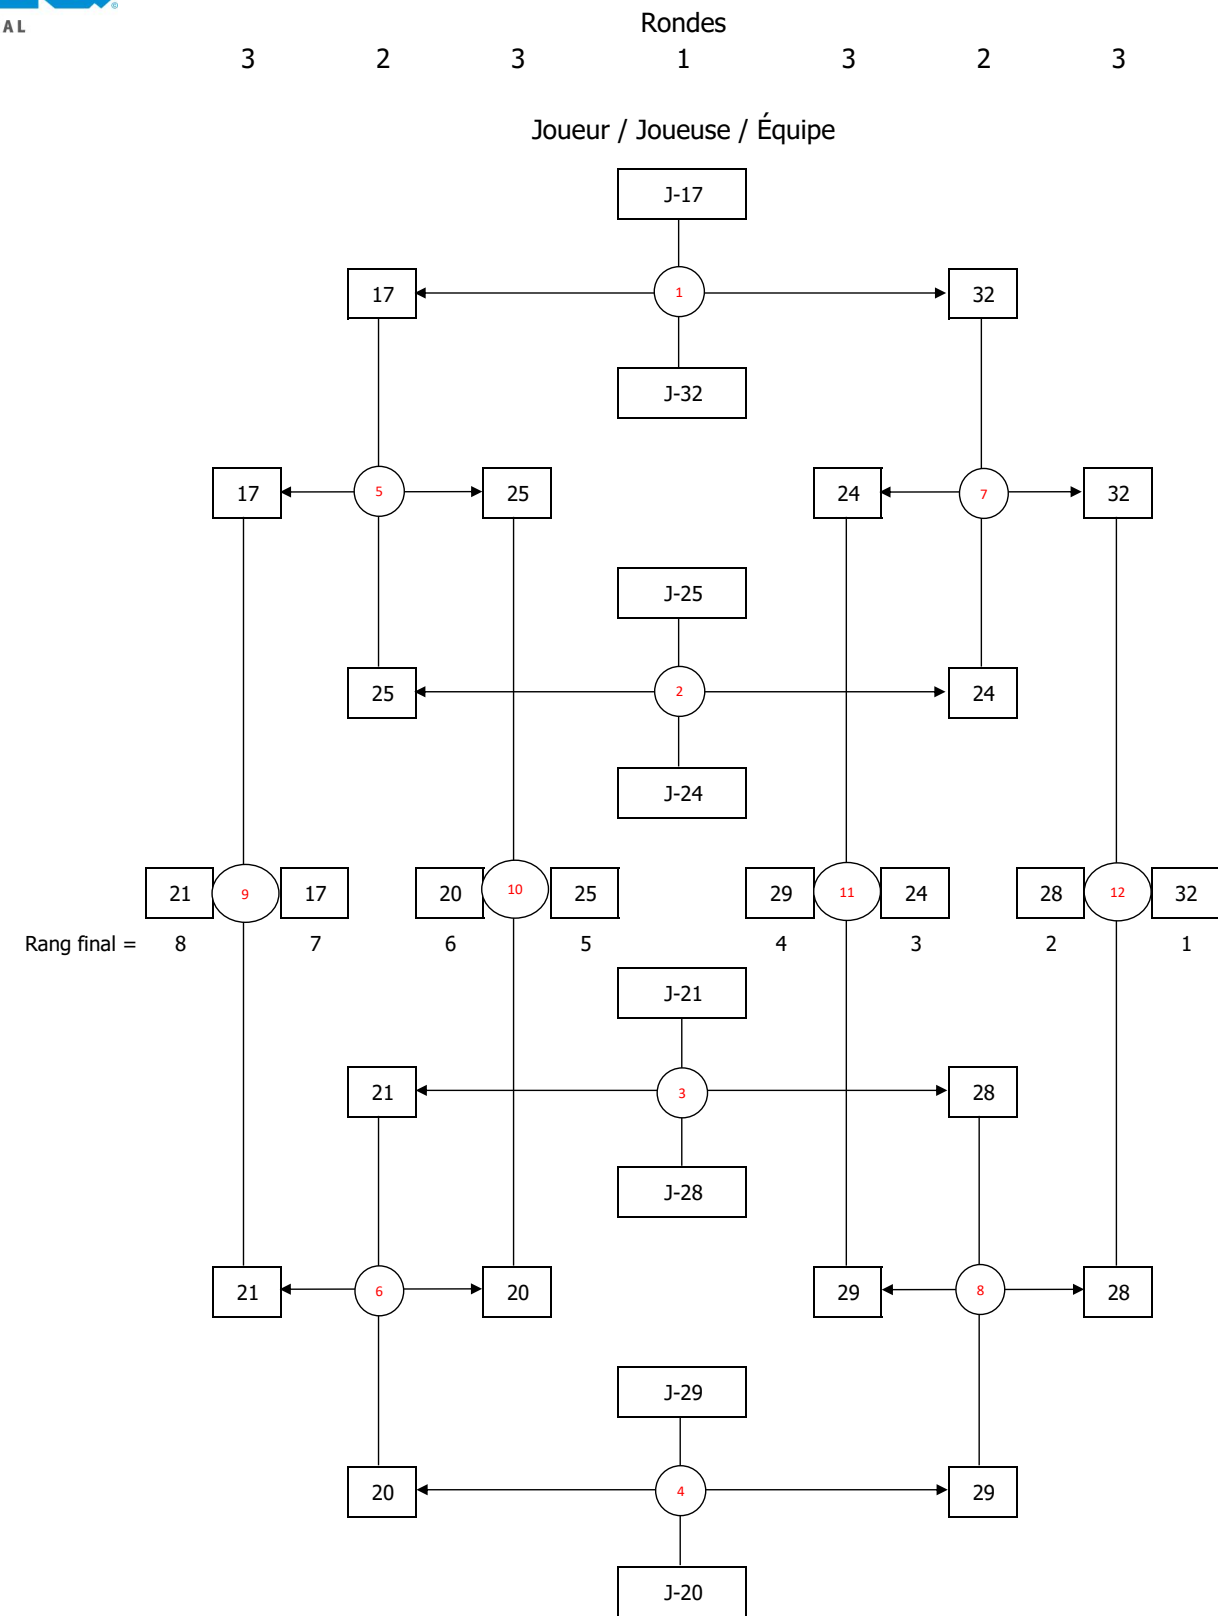 AL
Rondes
3 2 3 1 3 2 3
Joueur / Joueuse / Équipe
J-17
17 1 32
J-32
17 5 25 24 7 32
J-25
25 2 24
J-24
21 9 17 20 10 25 29 11 24 28 12 32
Rang final = 8 7 6 5 4 3 2 1
J-21
21 3 28
J-28
21 6 20 29 8 28
J-29
20 4 29
J-20